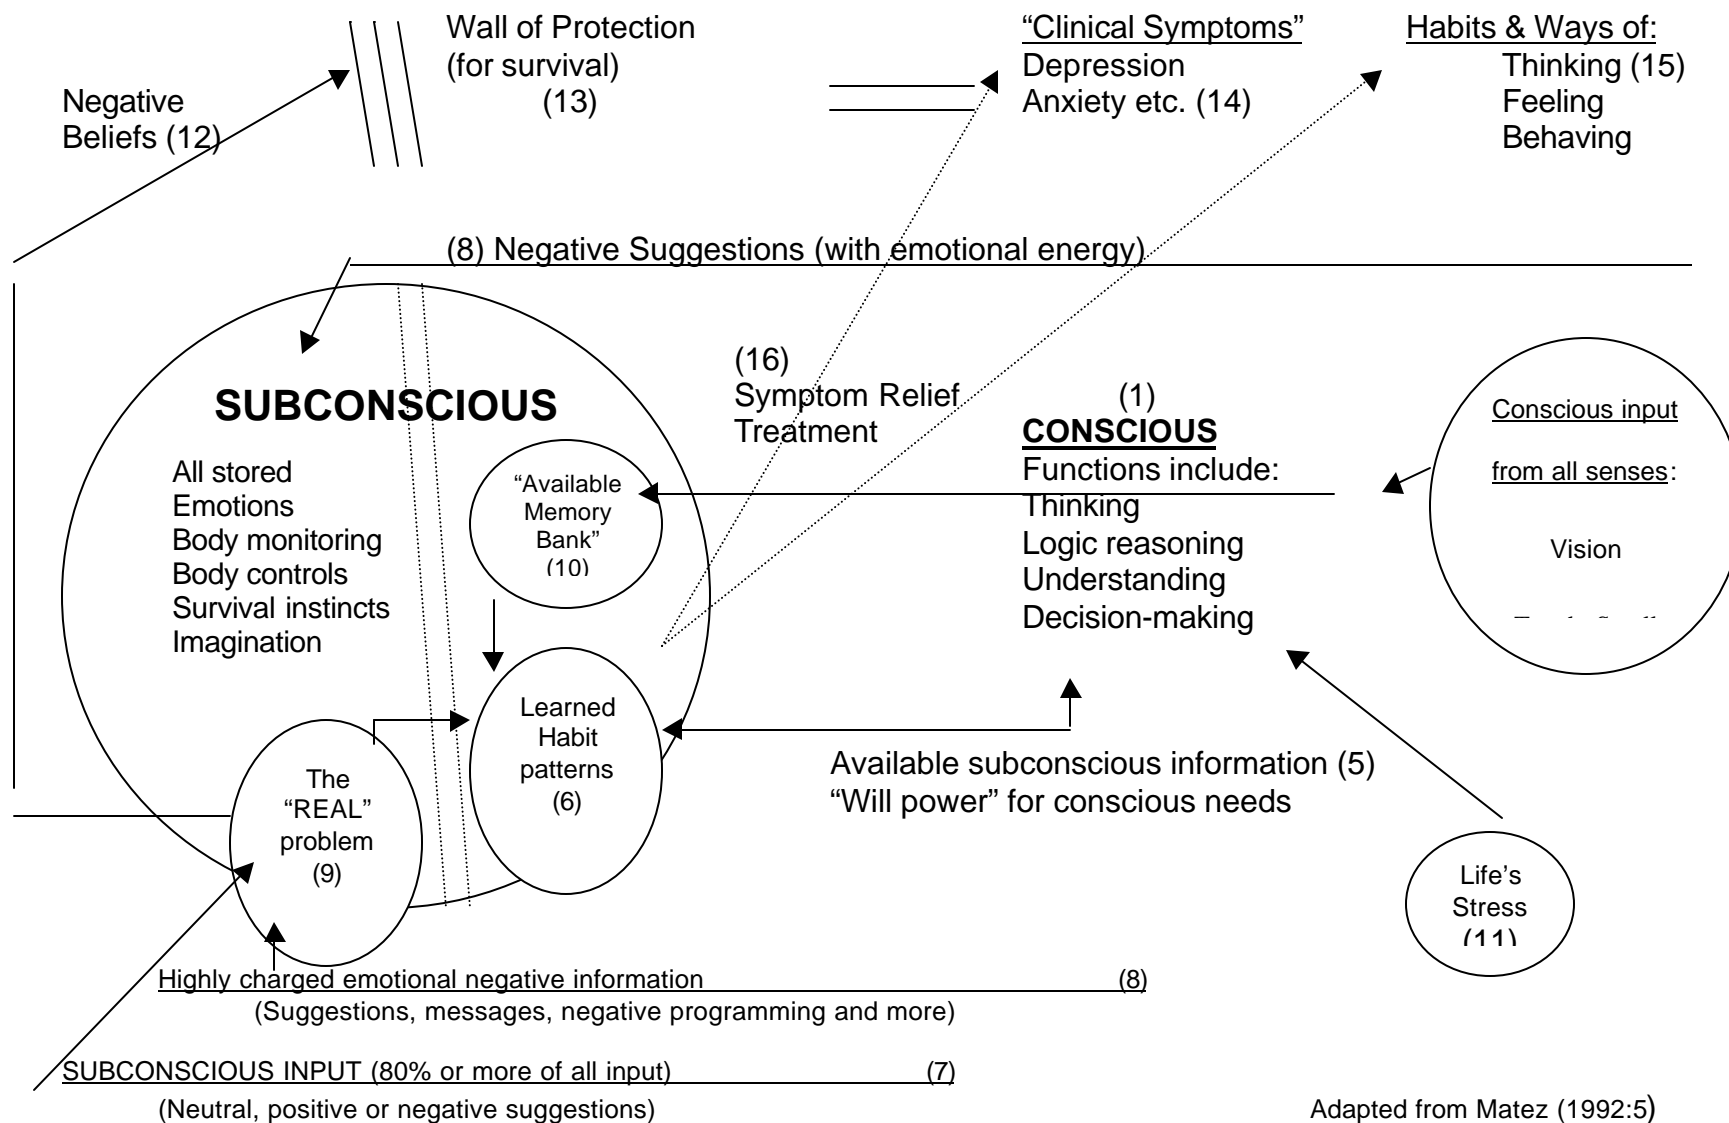 Wall of Protection
(for survival)
(13)
“Clinical Symptoms”
Depression
Anxiety etc. (14)
Habits & Ways of:
Thinking (15)
Feeling
Behaving
Negative
Beliefs (12)
(8) Negative Suggestions (with emotional energy)
SUBCONSCIOUS
All stored
Emotions
Body monitoring
Body controls
Survival instincts
Imagination
“Available
Memory
Bank”
(10)
(16)
Symptom Relief
Treatment
(1)
CONSCIOUS
Functions include:
Thinking
Logic reasoning
Understanding
Decision-making
Conscious input
from all senses:
Vision
The
“REAL”
problem
(9)
Learned
Habit
patterns
(6)
Available subconscious information (5)
“Will power” for conscious needs
Life’s
Stress
(11)
Highly charged emotional negative information (8)
(Suggestions, messages, negative programming and more)
SUBCONSCIOUS INPUT (80% or more of all input) (7)
(Neutral, positive or negative suggestions)
Adapted from Matez (1992:5)